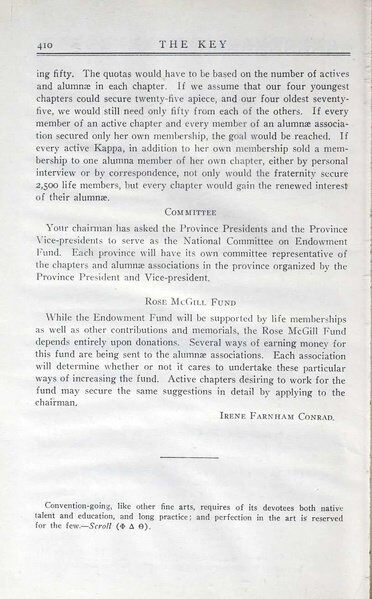 410 THE KEY
ing fifty. The quotas would have to be based on the number of actives
and alumnæ in each chapter. If we assume that our four youngest
chapters could secure twenty-five apiece, and our four oldest seventy-
five, we would still need only fifty from each of the others. If every
member of an active chapter and every member of an alumnæ associa-
tion secured only her own membership, the goal would be reached. If
every active Kappa, in addition to her own membership sold a mem-
bership to one alumna member of her own chapter, either by personal
interview or by correspondence, not only would the fraternity secure
2,500 life members, but every chapter would gain the renewed interest
of their alumnæ.
COMMITTEE
Your chairman has asked the Province Presidents and the Province
Vice-presidents to serve as the National Committee on Endowment
Fund. Each province will have its own committee representative of
the chapters and alumnæ associations in the province organized by the
Province President and Vice-president.
ROSE MCGILL FUND
While the Endowment Fund will be supported by life memberships
as well as other contributions and memorials, the Rose McGill Fund
depends entirely upon donations. Several ways of earning money for
this fund are being sent to the alumnæ associations. Each association
will determine whether or not it cares to undertake these particular
ways of increasing the fund. Active chapters desiring to work for the
fund may secure the same suggestions in detail by applying to the
chairman.
IRENE FARNHAM CONRAD.
Convention-going, like other fine arts, requires of its devotees both native
talent and education, and long practice; and perfection in the art is reserved
for the few.—Scroll (Φ Δ Θ).